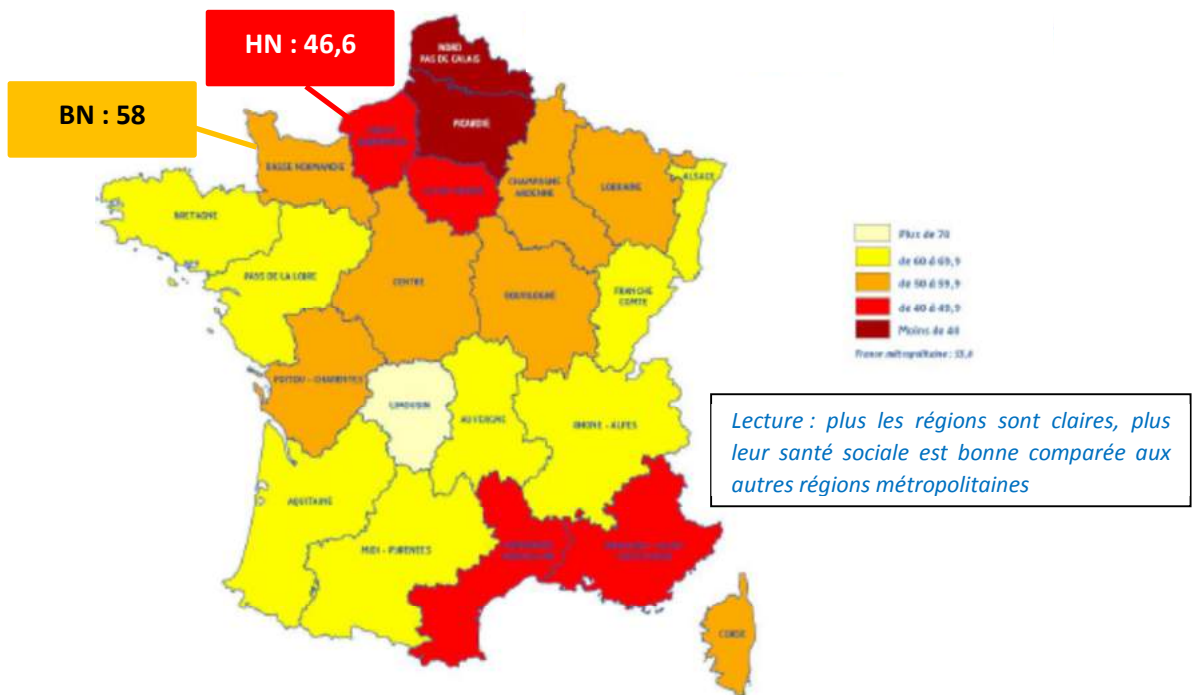 HN : 46,6
BN : 58
NORD
PAS DE CALAIS
PICARDIE
BASSE NORMANDIE
CHAMPAGNE
ARDENNE
LORRAINE
ALSACE
BRETAGNE
PAYS DE LA LOIRE
CENTRE
BOURGOGNE
FRANCHE
COMTE
POITOU - CHARENTES
LIMOUSIN
AUVERGNE
RHONE - ALPES
AQUITAINE
MIDI - PYRENEES
CORSE
Plus de 70
de 60 à 69,9
de 50 à 59,9
de 40 à 49,9
Moins de 40
France métropolitaine :
Lecture : plus les régions sont claires, plus
leur santé sociale est bonne comparée aux
autres régions métropolitaines